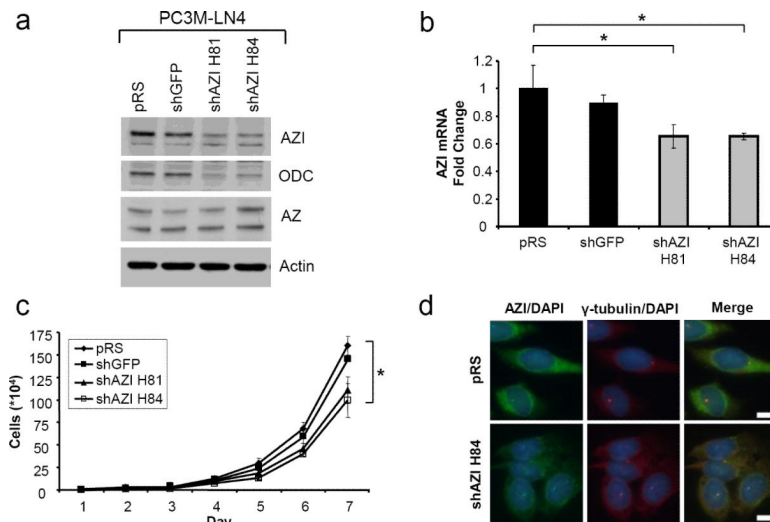 a
PC3M-LN4
pRS
shGFP
shAZI H81
shAZI H84
AZI
ODC
AZ
Actin
b
*
*
AZI mRNA
Fold Change
1.2
1
0.8
0.6
0.4
0.2
0
pRS
shGFP
shAZI
H81
shAZI
H84
c
Cells (*10⁴)
175
150
125
100
75
50
25
0
pRS
shGFP
shAZI H81
shAZI H84
*
1 2 3 4 5 6 7
Day
d
AZI/DAPI γ-tubulin/DAPI Merge
pRS
shAZI H84